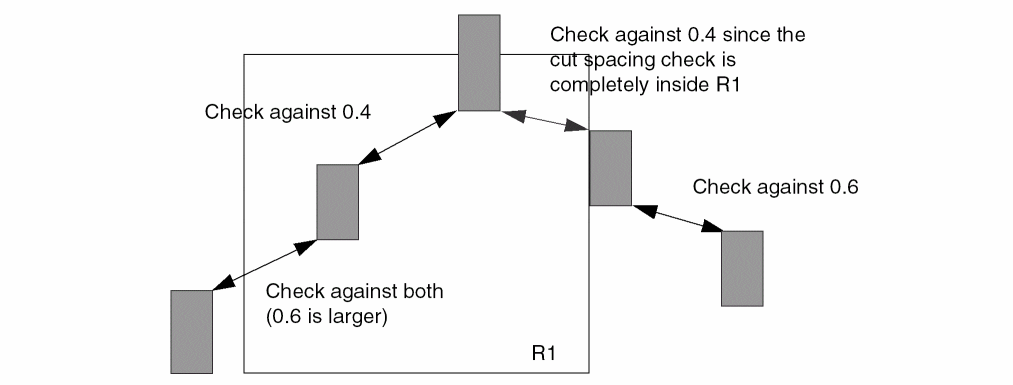 Check against 0.4 since the
cut spacing check is
completely inside R1
Check against 0.4
Check against 0.6
Check against both
(0.6 is larger)
R1